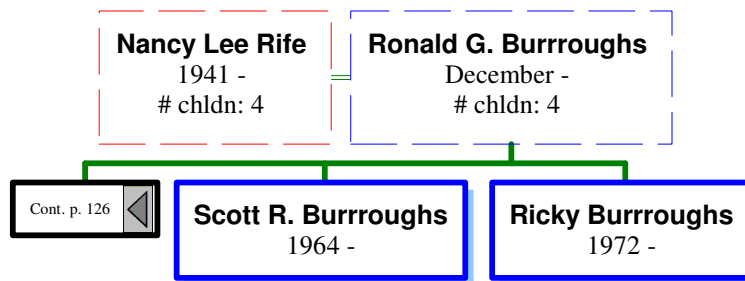 Nancy Lee Rife
1941 -
# chldn: 4
Ronald G. Burrroughs
December -
# chldn: 4
Cont. p. 126
Scott R. Burrroughs
1964 -
Ricky Burrroughs
1972 -